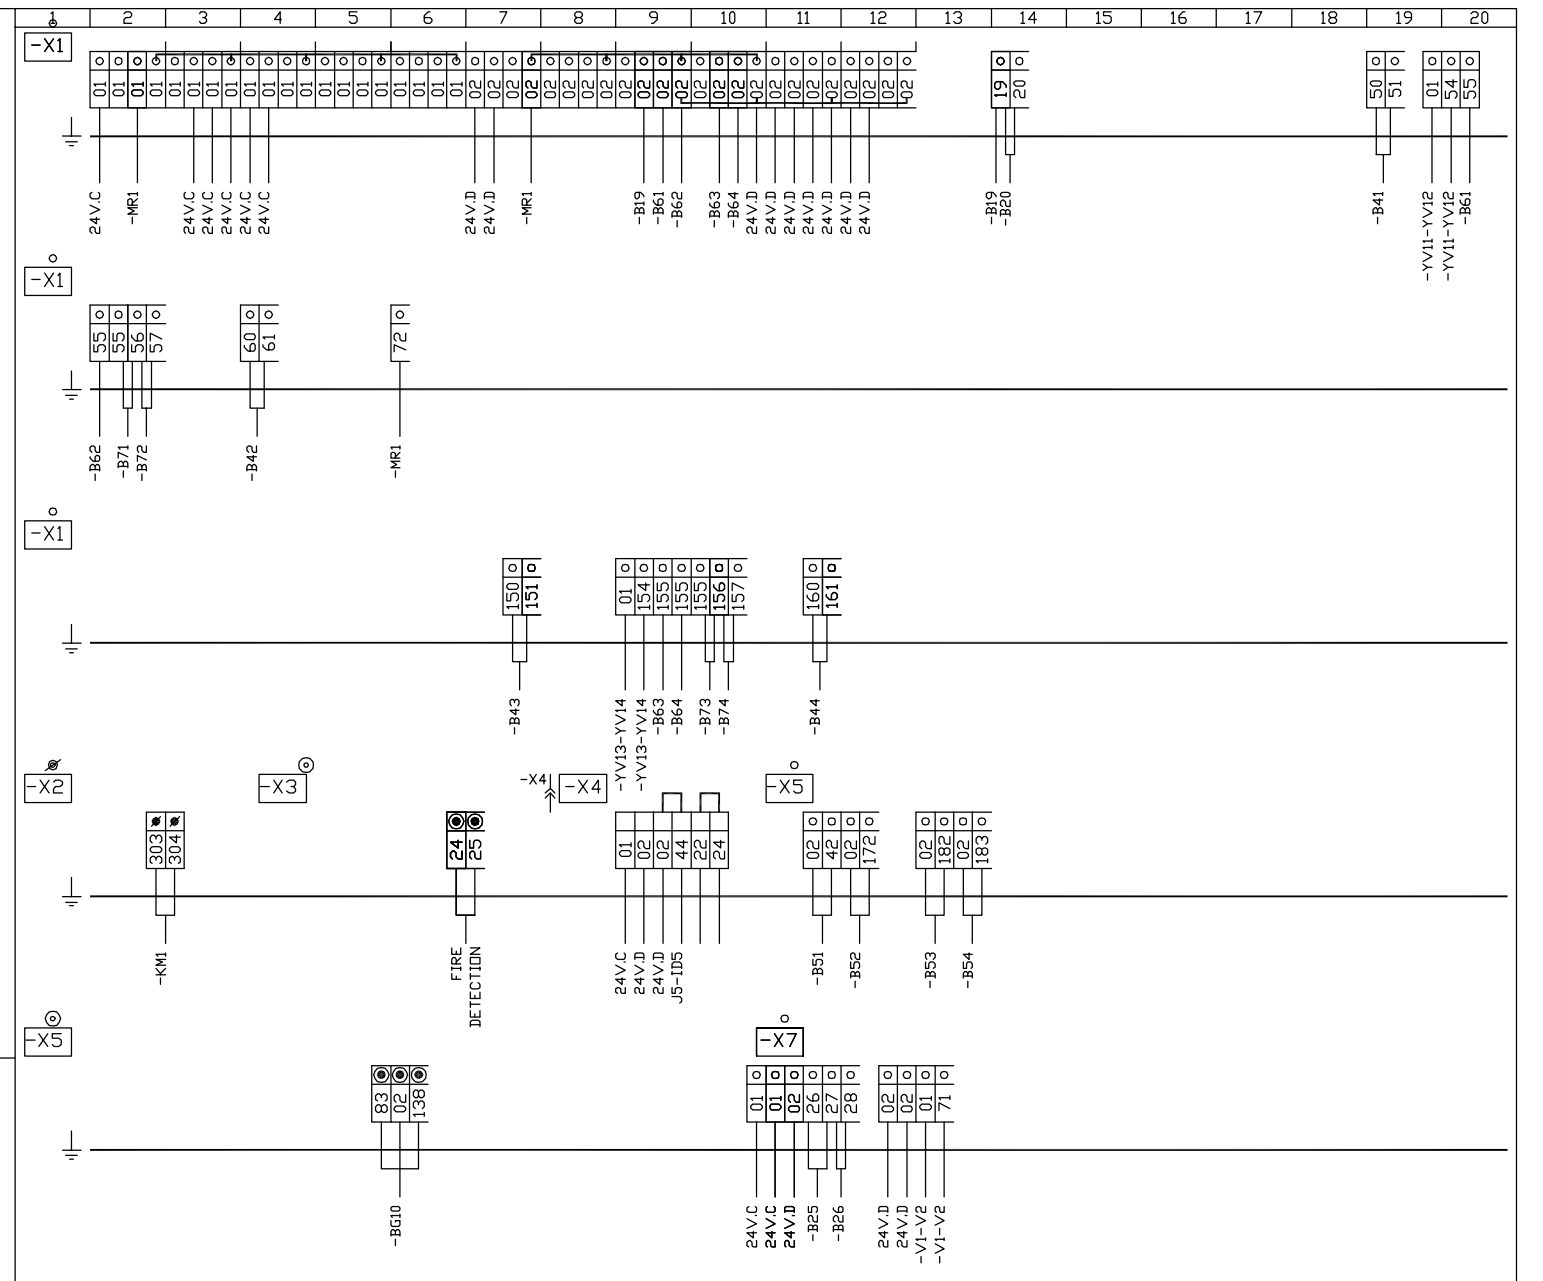 1 2 3 4 5 6 7 8 9 10 11 12 13 14 15 16 17 18 19 20
-X1
01 01 01 01 01 01 01 01 01 01 01 01 01 01 01 01 01 01 01 01 02 02 02 02 02 02 02 02 02 02 02 02 02 02 02 02 02 02 02 02 02 02 02 02 19 20 50 51 01 54 55
24V.C -MR1 24V.C 24V.C 24V.C 24V.C 24V.C 24V.D 24V.D -MR1 -B19 -B61 -B62 -B63 -B64 24V.D 24V.D 24V.D 24V.D 24V.D 24V.D 24V.D -B19 -B20 -B41 -YV11-YV12 -YV11-YV12 -B61
-X1
55 55 56 57 60 61 72
-B62 -B71 -B72 -B42 -MR1
-X1
150 151 01 154 155 155 155 156 157 160 161
-B43 -YV13-YV14 -YV13-YV14 -B63 -B64 -B73 -B74 -B44
-X2 -X3 -X4 -X4 -X5
303 304 24 25 01 02 02 44 22 24 02 42 02 172 02 182 02 183
-KM1 FIRE DETECTION 24V.C 24V.D 24V.D J5-ID5 -B51 -B52 -B53 -B54
-X5 -X7
83 02 138 01 01 02 26 27 28 02 02 01 71
-BG10 24V.C 24V.C 24V.D -B25 -B26 24V.D 24V.D -V1-V2 -V1-V2